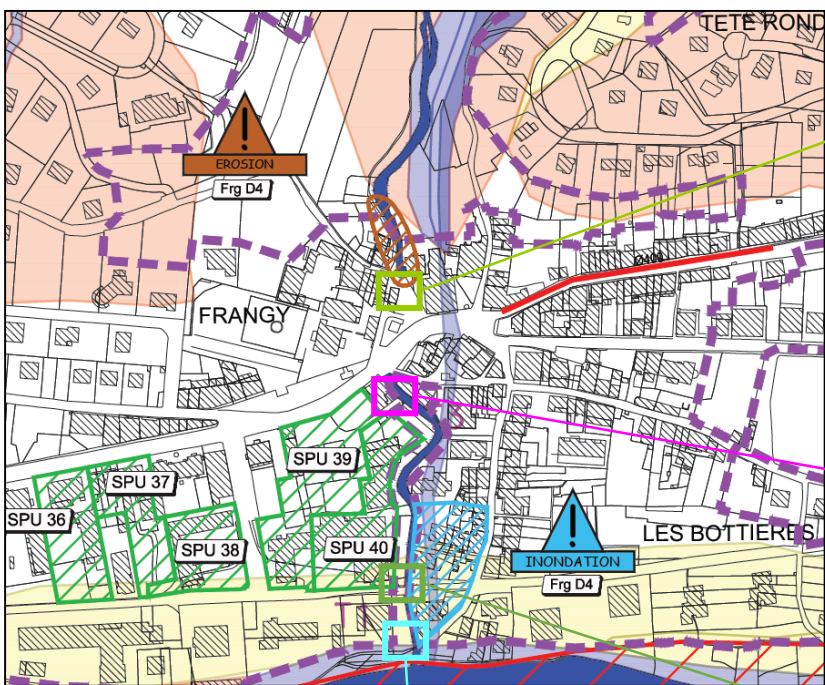 TETE ROND
!
EROSION
Frg D4
Ø400
FRANGY
SPU 39
SPU 37
SPU 36
SPU 38
SPU 40
!
LES BOTTIERES
INONDATION
Frg D4